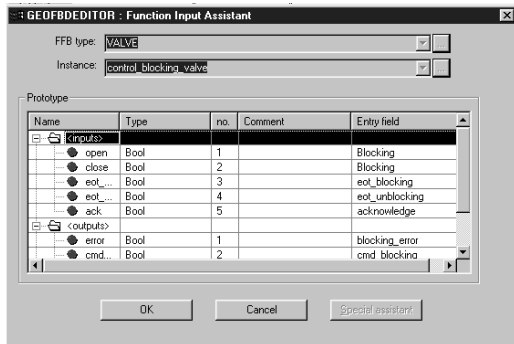 GEOFBDEDITOR : Function Input Assistant
FFB type: VALVE ...
Instance: control_blocking_valve ...
Prototype
Name Type no. Comment Entry field
<inputs>
open Bool 1 Blocking
close Bool 2 Blocking
eot_... Bool 3 eot_blocking
eot_... Bool 4 eot_unblocking
ack Bool 5 acknowledge
<outputs>
error Bool 1 blocking_error
cmd... Bool 2 cmd_blocking
OK Cancel Special assistant